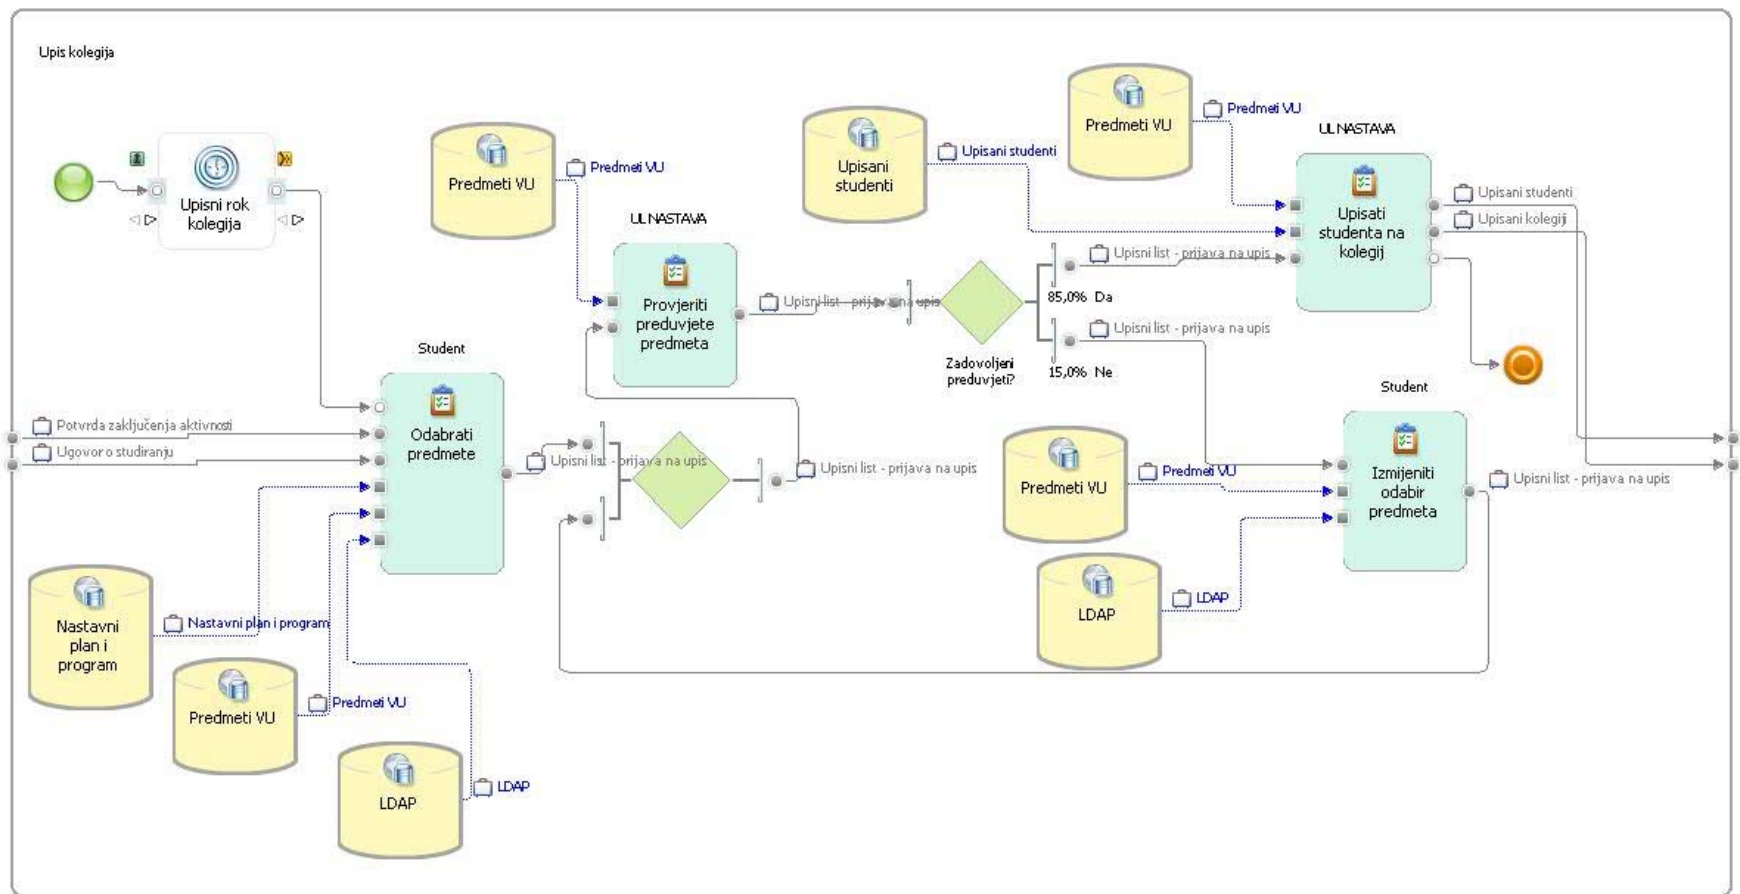 Upis kolegija
Upisni rok
kolegija
Predmeti VU
Predmeti VU
UL NASTAVA
Provjeriti
preduvjete
predmeta
Upisni list - prijava na upis
Upisani
studenti
Upisani studenti
Predmeti VU
Predmeti VU
UL NASTAVA
Upisati
studenta na
kolegij
Upisani studenti
Upisani kolegiji
Zadovoljeni
preduvjeti?
Upisni list - prijava na upis
85,0% Da
Upisni list - prijava na upis
15,0% Ne
Student
Odabrati
predmete
Potvrda zaključenja aktivnosti
Ugovor o studiranju
Upisni list - prijava na upis
Upisni list - prijava na upis
Student
Izmijeniti
odabir
predmeta
Upisni list - prijava na upis
Predmeti VU
Predmeti VU
LDAP
LDAP
Nastavni
plan i
program
Nastavni plan i program
Predmeti VU
Predmeti VU
LDAP
LDAP